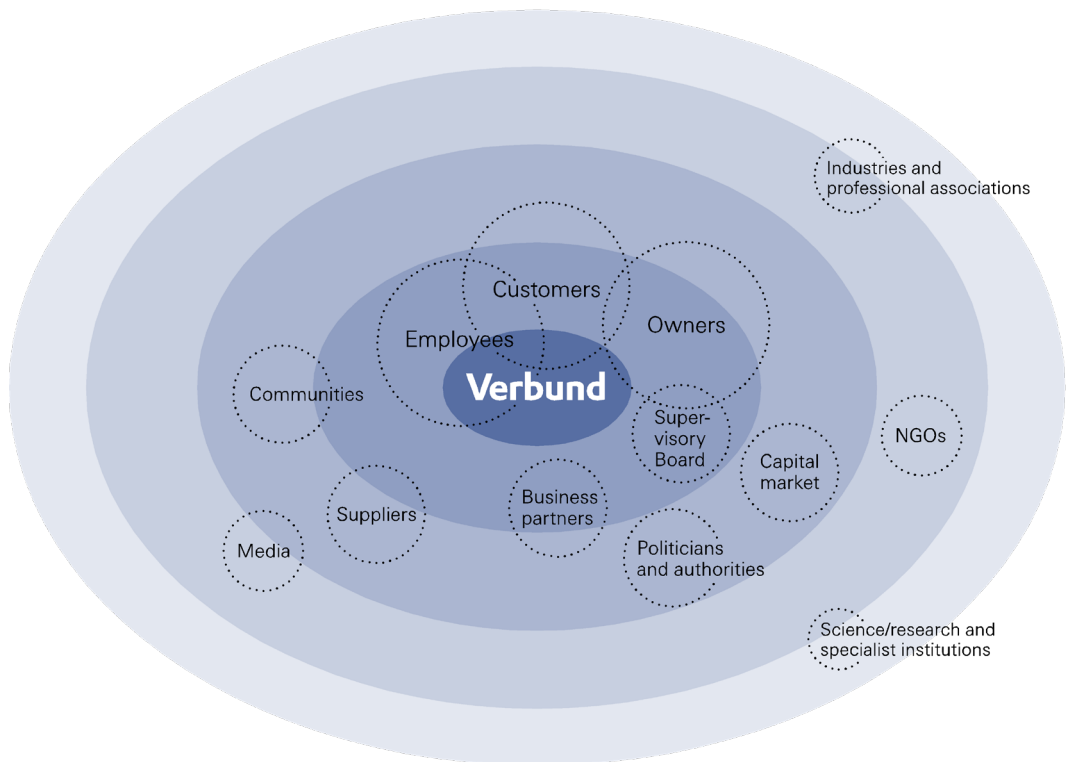 Industries and
professional associations
Customers
Owners
Employees
Verbund
Communities
Super-
visory
Board
NGOs
Capital
market
Business
partners
Suppliers
Media
Politicians
and authorities
Science/research and
specialist institutions